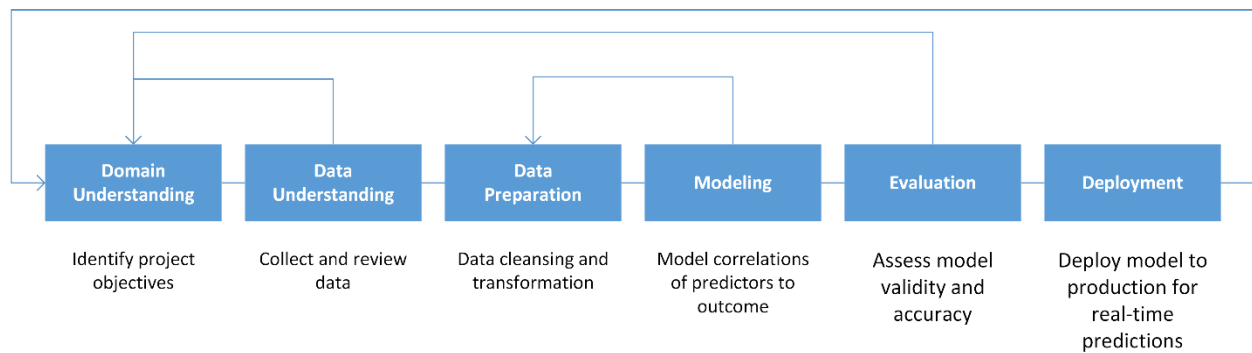 Domain
Understanding
Data
Understanding
Data
Preparation
Modeling
Evaluation
Deployment
Identify project
objectives
Collect and review
data
Data cleansing and
transformation
Model correlations
of predictors to
outcome
Assess model
validity and
accuracy
Deploy model to
production for
real-time
predictions